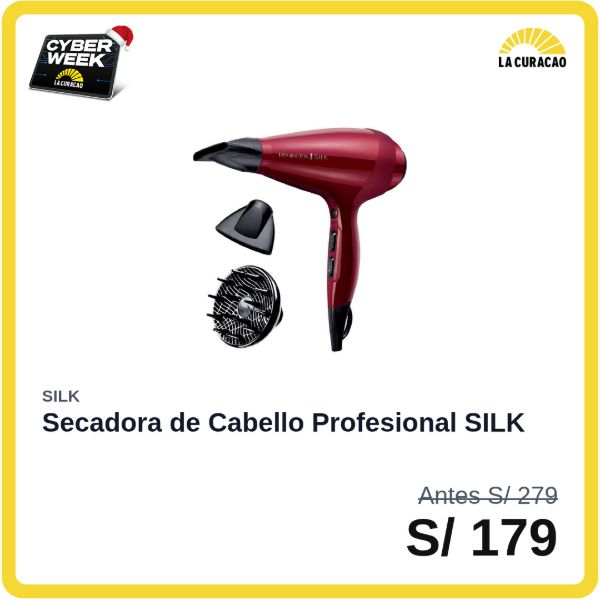 CYBER
WEEK
LA CURACAO
LA CURACAO
REMINGTON SILK
SILK
Secadora de Cabello Profesional SILK
Antes S/ 279
S/ 179